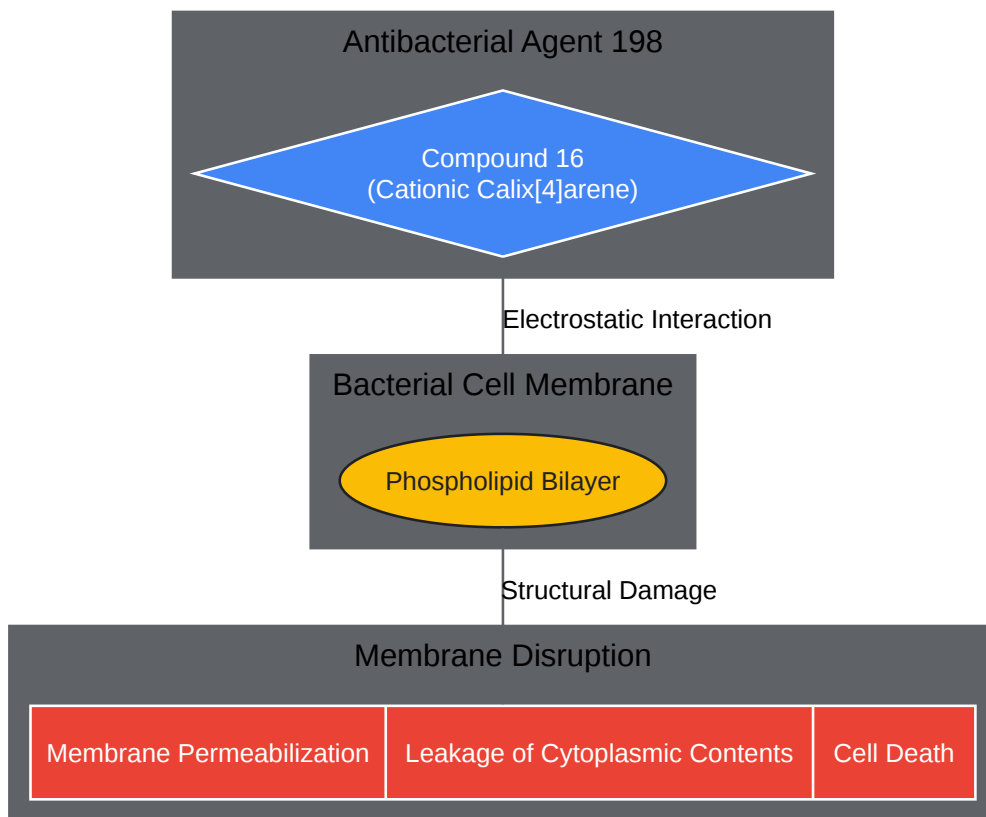 Antibacterial Agent 198
Compound 16
(Cationic Calix[4]arene)
Electrostatic Interaction
Bacterial Cell Membrane
Phospholipid Bilayer
Structural Damage
Membrane Disruption
Membrane Permeabilization
Leakage of Cytoplasmic Contents
Cell Death